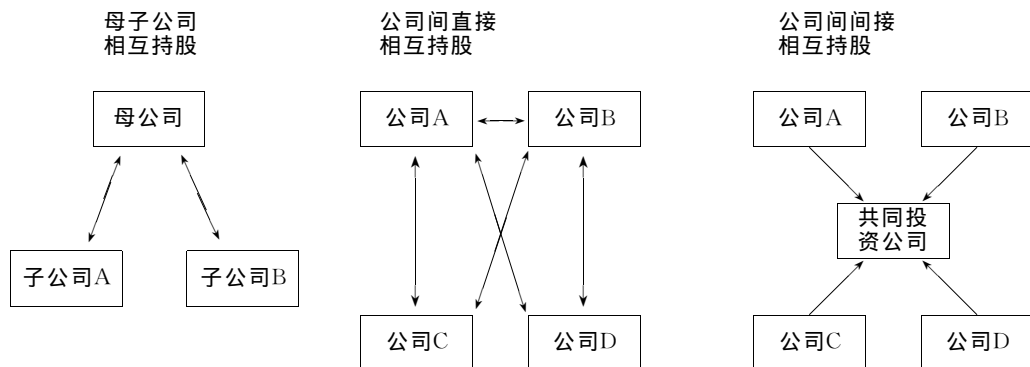 母子公司
相互持股
公司间直接
相互持股
公司间间接
相互持股
母公司
子公司A
子公司B
公司A
公司B
公司C
公司D
公司A
公司B
共同投
资公司
公司C
公司D